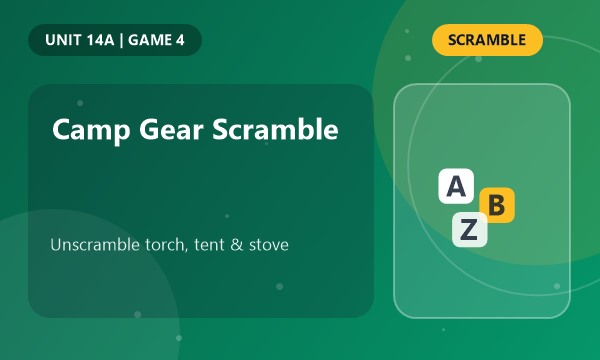 UNIT 14A | GAME 4
SCRAMBLE
Camp Gear Scramble
A
B
Z
Unscramble torch, tent & stove